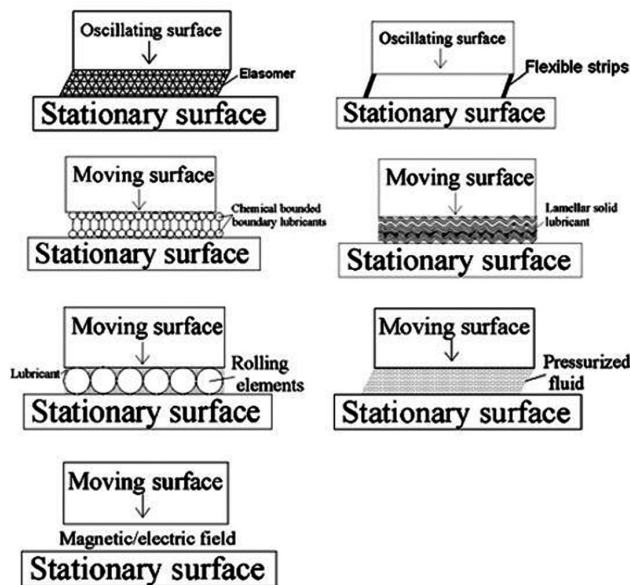 Oscillating surface
Elasomer
Stationary surface
Oscillating surface
Flexible strips
Stationary surface
Moving surface
Chemical bounded
boundary lubricants
Stationary surface
Moving surface
Lamellar solid
lubricant
Stationary surface
Moving surface
Lubricant
Rolling
elements
Stationary surface
Moving surface
Pressurized
fluid
Stationary surface
Moving surface
Magnetic/electric field
Stationary surface